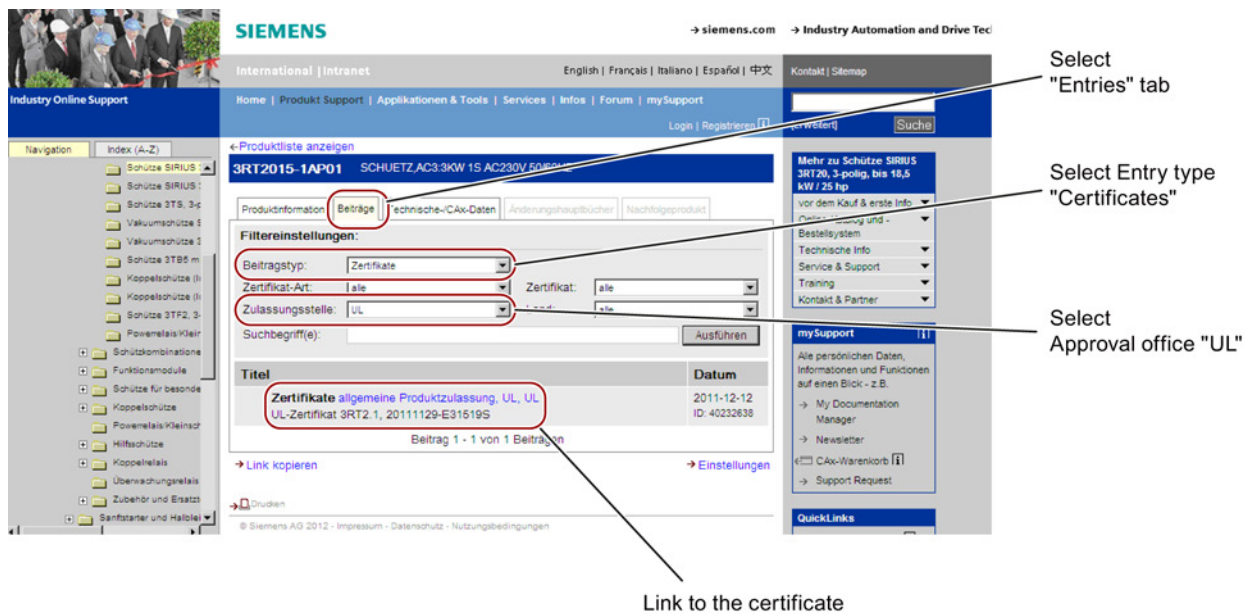 SIEMENS
→ siemens.com
→ Industry Automation and Drive Tec
International | Intranet
English | Français | Italiano | Español | 中文
Kontakt | Sitemap
Industry Online Support
Home | Produkt Support | Applikationen & Tools | Services | Infos | Forum | mySupport
Login | Registrieren
[Erweitert]
Suche
Navigation
Index (A-Z)
Schütze SIRIUS
Schütze SIRIUS
Schütze 3TS, 3-p
Vakuumschütze
Vakuumschütze 3
Schütze 3TB5 m
Koppelschütze (I
Koppelschütze (I
Schütze 3TF2, 3-
Powerrelais/Klein
Schützkombinatione
Funktionsmodule
Schütze für besonde
Koppelschütze
Powerrelais/Kleinsch
Hilfsschütze
Koppelrelais
Überwachungsrelais
Zubehör und Ersatzt
Sanftstarter und Halblei
←Produktliste anzeigen
3RT2015-1AP01 SCHUETZ,AC3:3KW 1S AC230V 50/60HZ
Produktinformation
Beiträge
Technische-/CAx-Daten
Änderungshauptbücher
Nachfolgeprodukt
Filtereinstellungen:
Beitragstyp: Zertifikate
Zertifikat-Art: alle
Zertifikat: alle
Zulassungsstelle: UL
Land: alle
Suchbegriff(e):
Ausführen
Titel
Datum
Zertifikate allgemeine Produktzulassung, UL, UL
2011-12-12
UL-Zertifikat 3RT2.1, 20111129-E31519S
ID: 40232638
Beitrag 1 - 1 von 1 Beiträgen
→ Link kopieren
→ Einstellungen
Drucken
© Siemens AG 2012 - Impressum - Datenschutz - Nutzungsbedingungen
Mehr zu Schütze SIRIUS
3RT20, 3-polig, bis 18,5
kW / 25 hp
vor dem Kauf & erste Info
Online-Katalog und -
Bestellsystem
Technische Info
Service & Support
Training
Kontakt & Partner
mySupport
Alle persönlichen Daten,
Informationen und Funktionen
auf einen Blick - z.B.
→ My Documentation
Manager
→ Newsletter
CAx-Warenkorb
→ Support Request
QuickLinks
Select
"Entries" tab
Select Entry type
"Certificates"
Select
Approval office "UL"
Link to the certificate